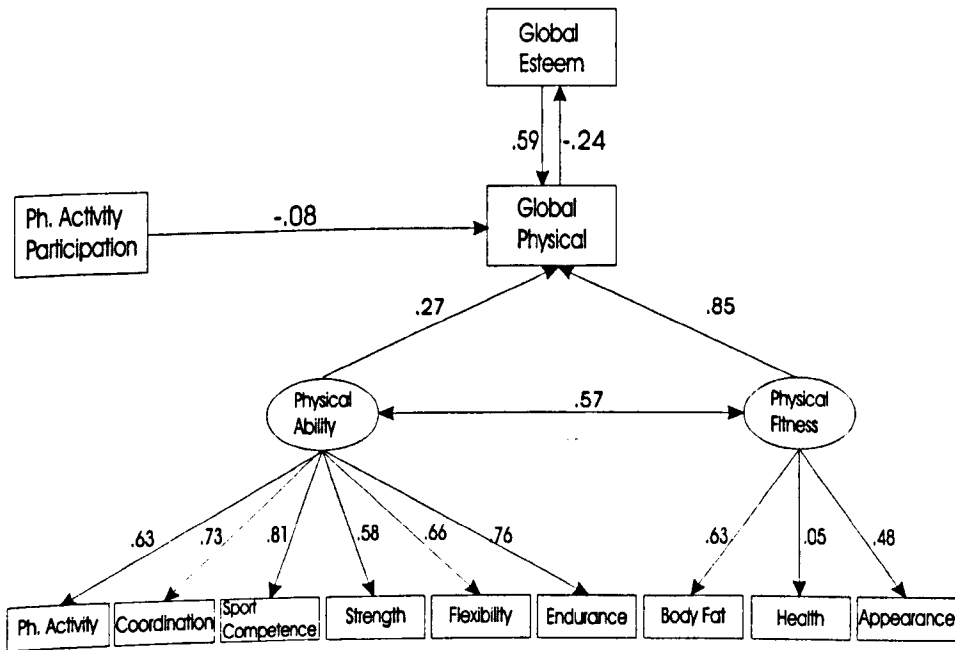 Global
Esteem
.59
-.24
Ph. Activity
Participation
-.08
Global
Physical
.27
.85
Physical
Ability
.57
Physical
Fitness
.63
.73
.81
.58
.66
.76
.63
.05
.48
Ph. Activity
Coordination
Sport
Competence
Strength
Flexibility
Endurance
Body Fat
Health
Appearance